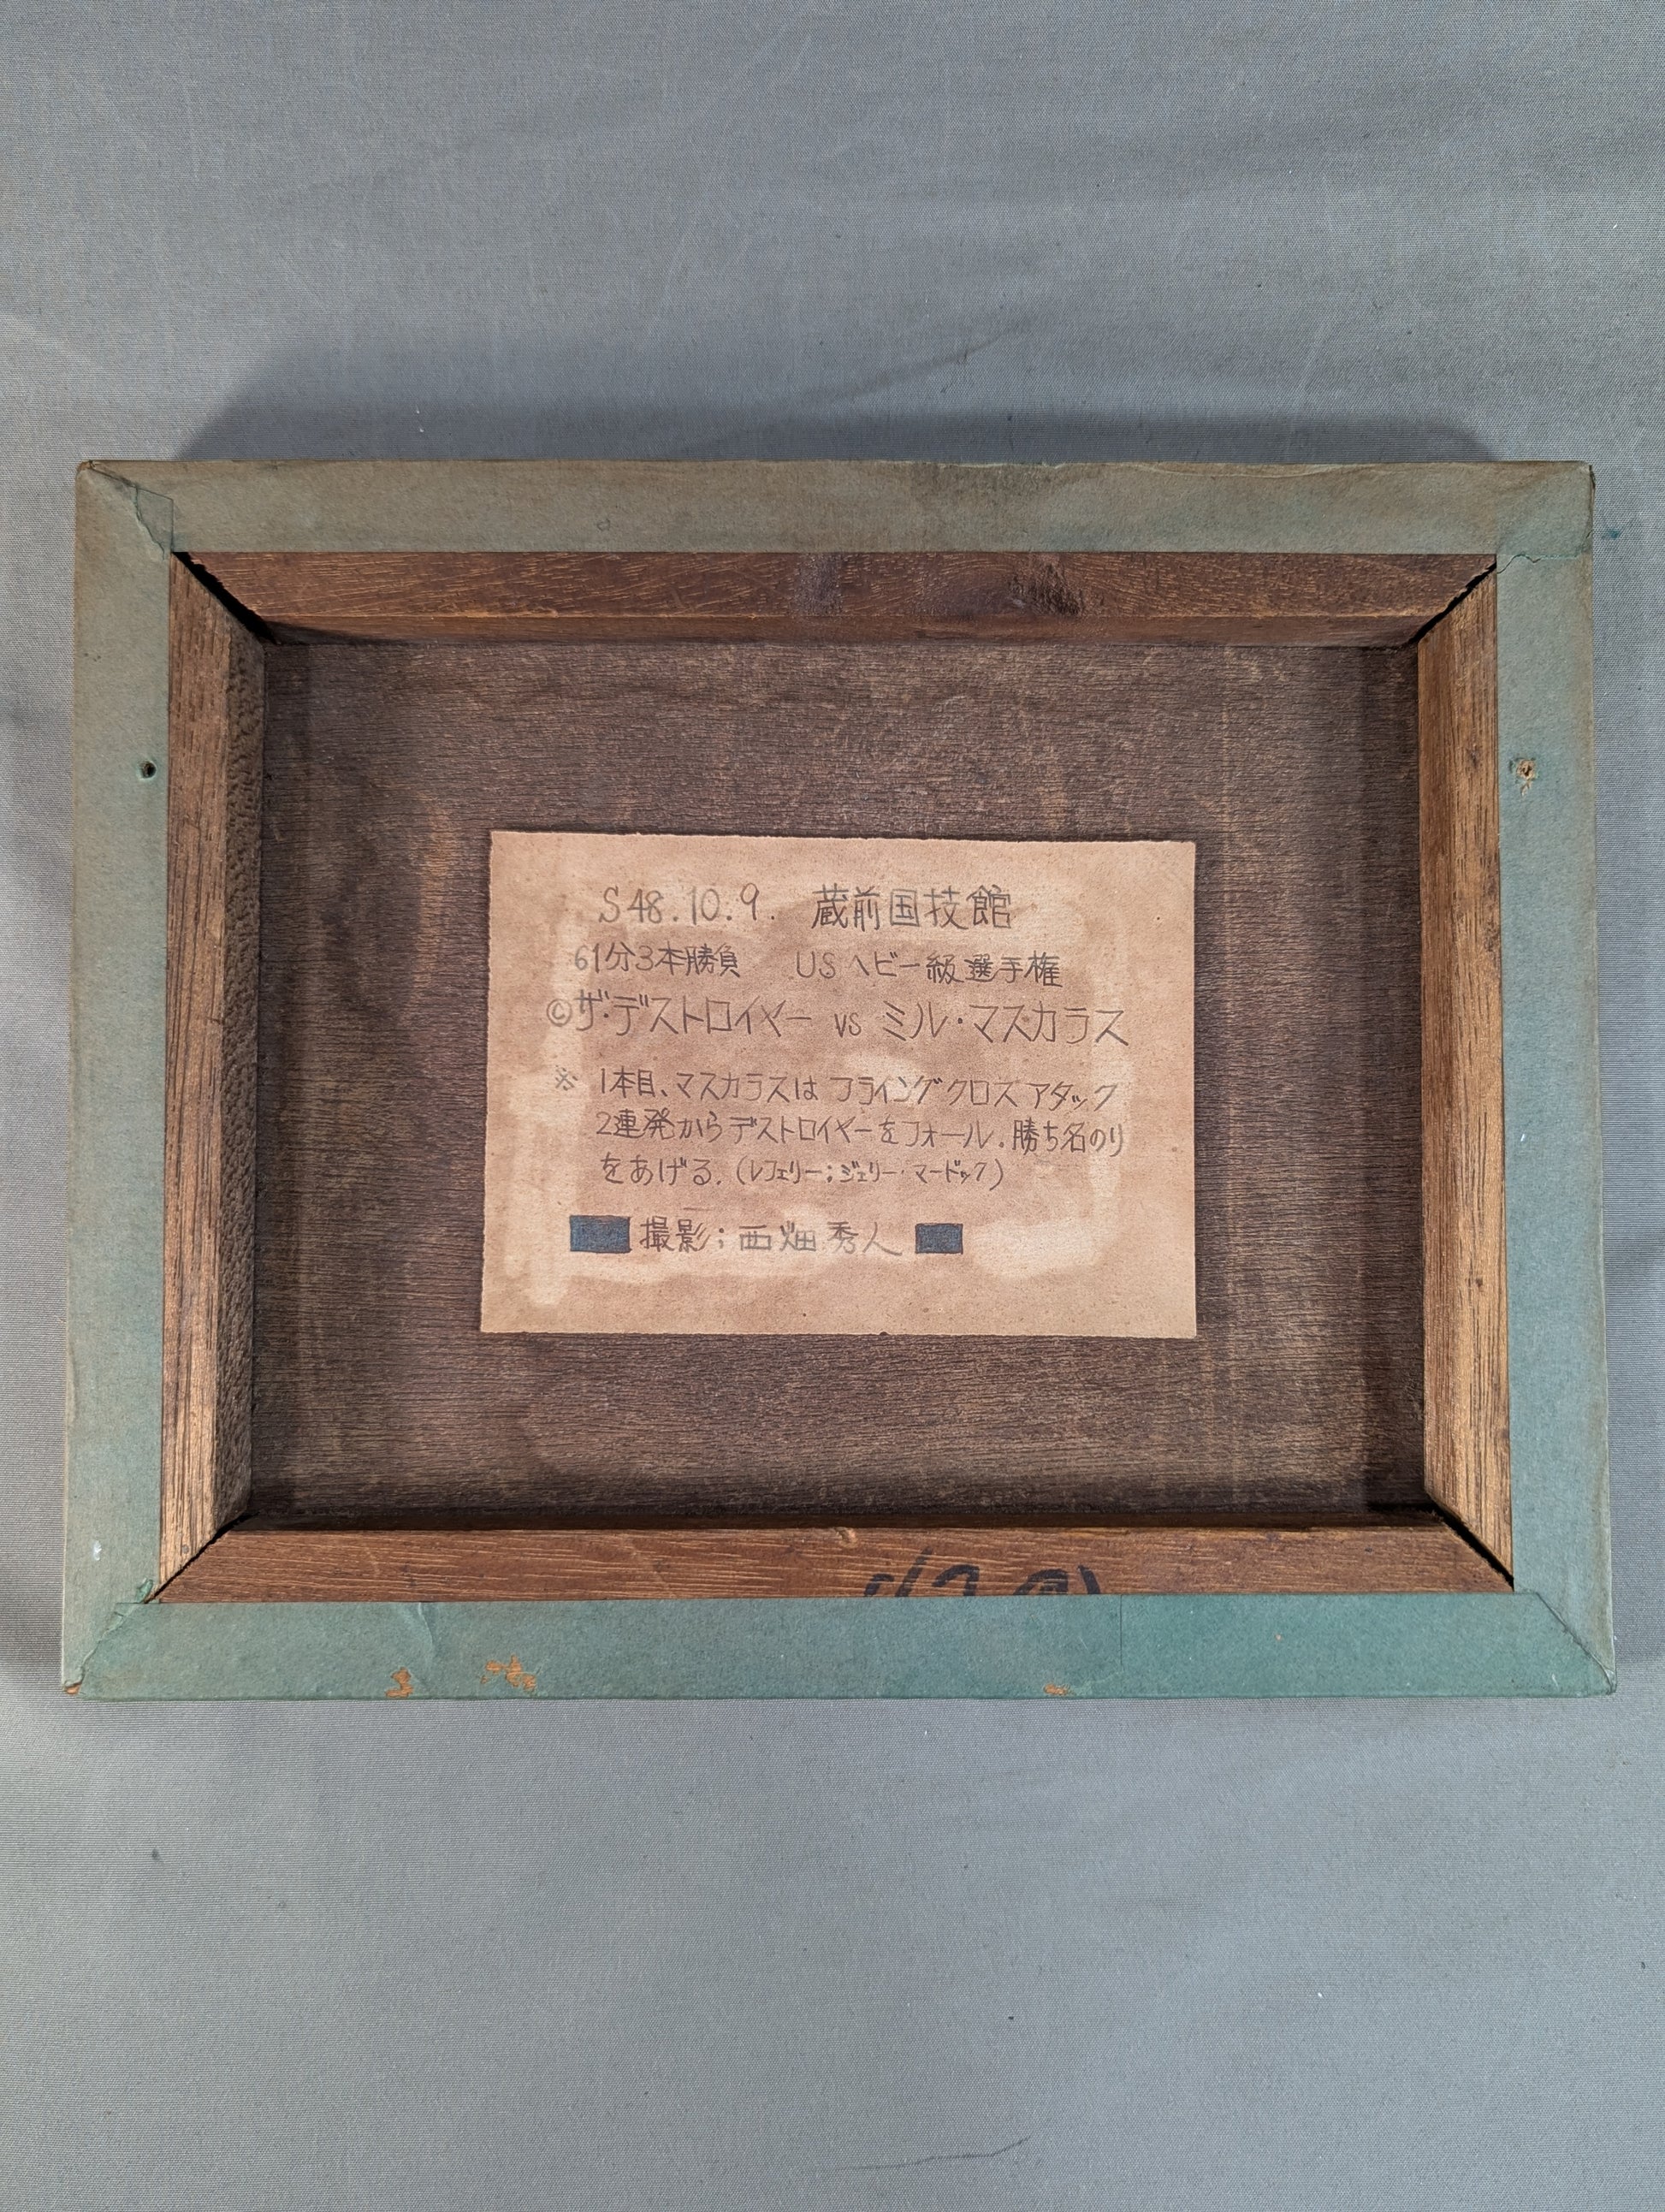 S48.10.9. 蔵前国技館
61分3本勝負 USヘビー級選手権
©ザ・デストロイヤー vs ミル・マスカラス
※ 1本目、マスカラスは フライングクロスアタック
2連発からデストロイヤーをフォール.勝ち名のり
をあげる.(レフェリー;ジェリー・マードック)
撮影;西畑秀人